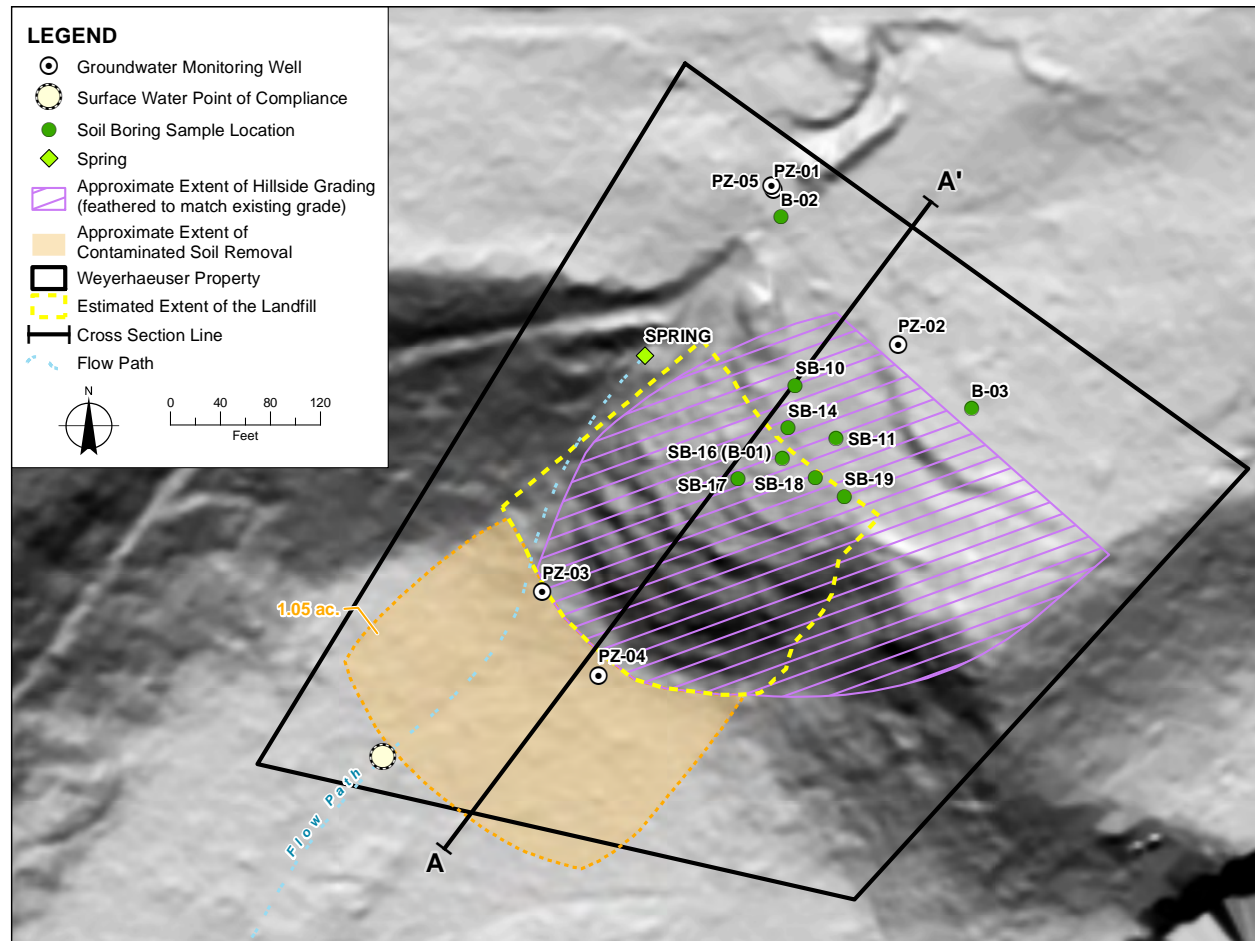 LEGEND
Groundwater Monitoring Well
Surface Water Point of Compliance
Soil Boring Sample Location
Spring
Approximate Extent of Hillside Grading
(feathered to match existing grade)
Approximate Extent of
Contaminated Soil Removal
Weyerhaeuser Property
Estimated Extent of the Landfill
Cross Section Line
Flow Path
N
0 40 80 120
Feet
PZ-01
PZ-05
B-02
A'
PZ-02
SPRING
SB-10
B-03
SB-14
SB-11
SB-16 (B-01)
SB-17
SB-18
SB-19
PZ-03
1.05 ac.
PZ-04
Flow Path
A